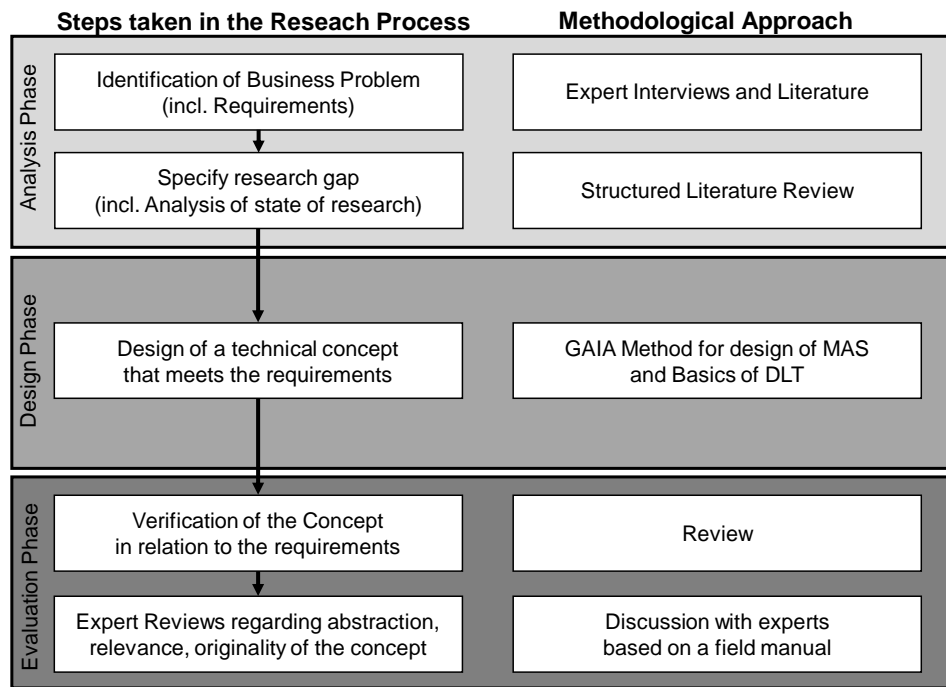 Steps taken in the Reseach Process
Methodological Approach
Analysis Phase
Identification of Business Problem
(incl. Requirements)
Expert Interviews and Literature
Specify research gap
(incl. Analysis of state of research)
Structured Literature Review
Design Phase
Design of a technical concept
that meets the requirements
GAIA Method for design of MAS
and Basics of DLT
Evaluation Phase
Verification of the Concept
in relation to the requirements
Review
Expert Reviews regarding abstraction,
relevance, originality of the concept
Discussion with experts
based on a field manual